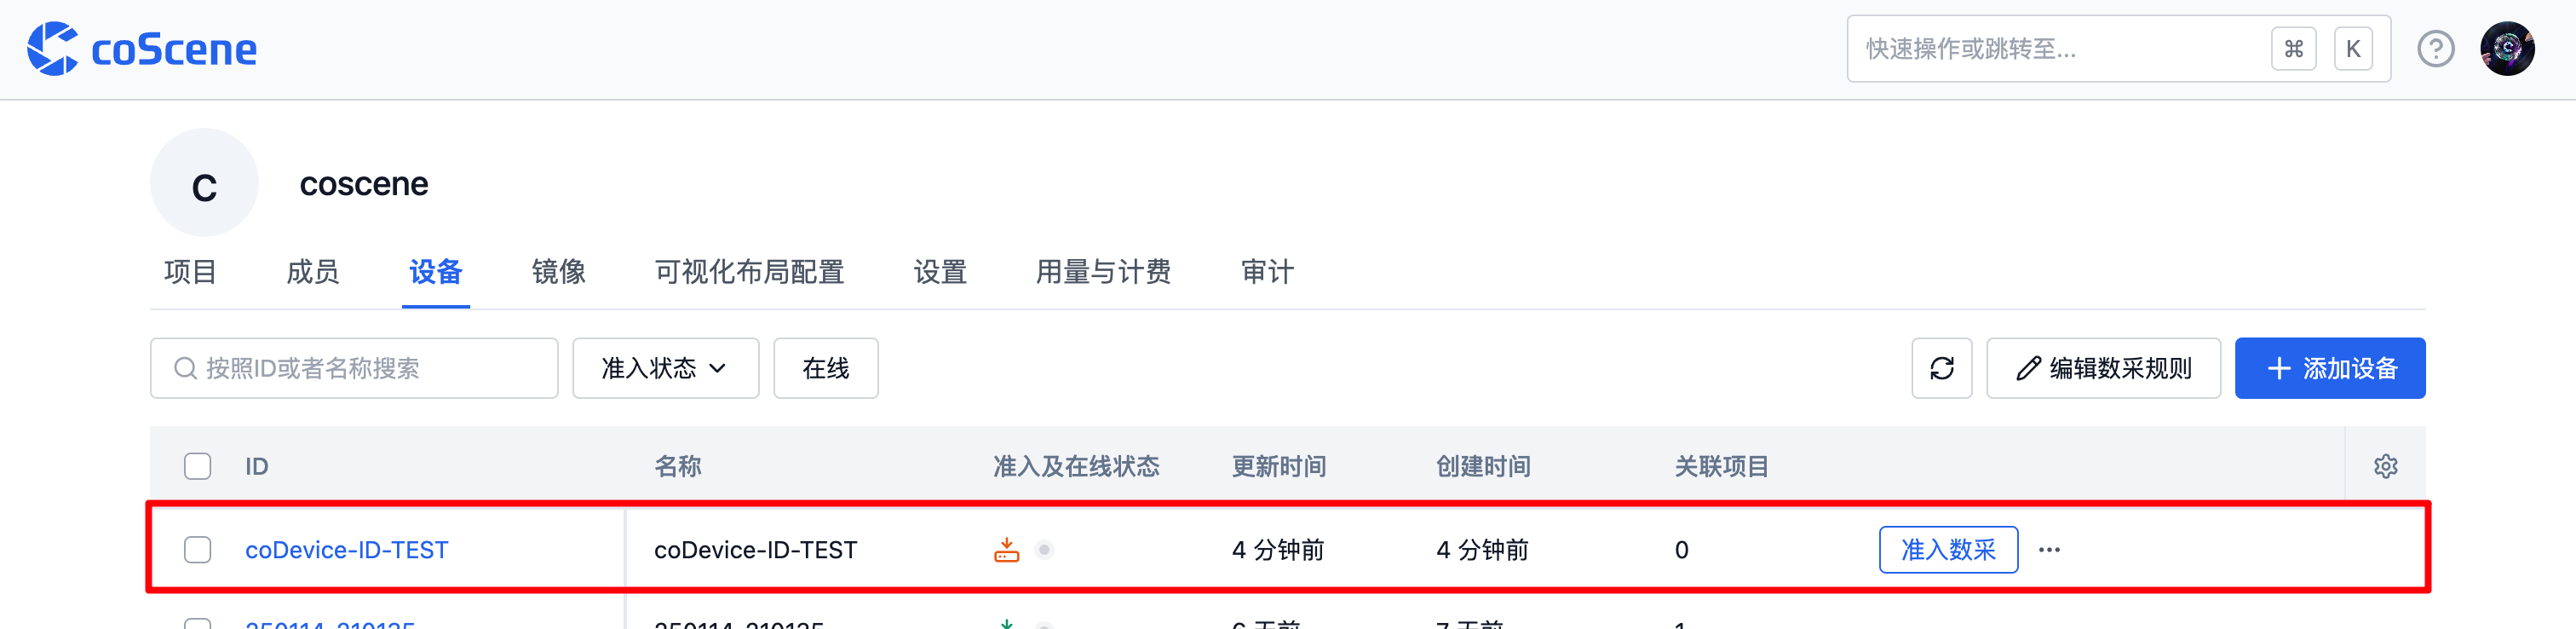 coScene
快速操作或跳转至... ⌘ K
C
coscene
项目 成员 设备 镜像 可视化布局配置 设置 用量与计费 审计
按照ID或者名称搜索 准入状态 在线 编辑数采规则 添加设备
ID 名称 准入及在线状态 更新时间 创建时间 关联项目
coDevice-ID-TEST coDevice-ID-TEST 4 分钟前 4 分钟前 0 准入数采 ...